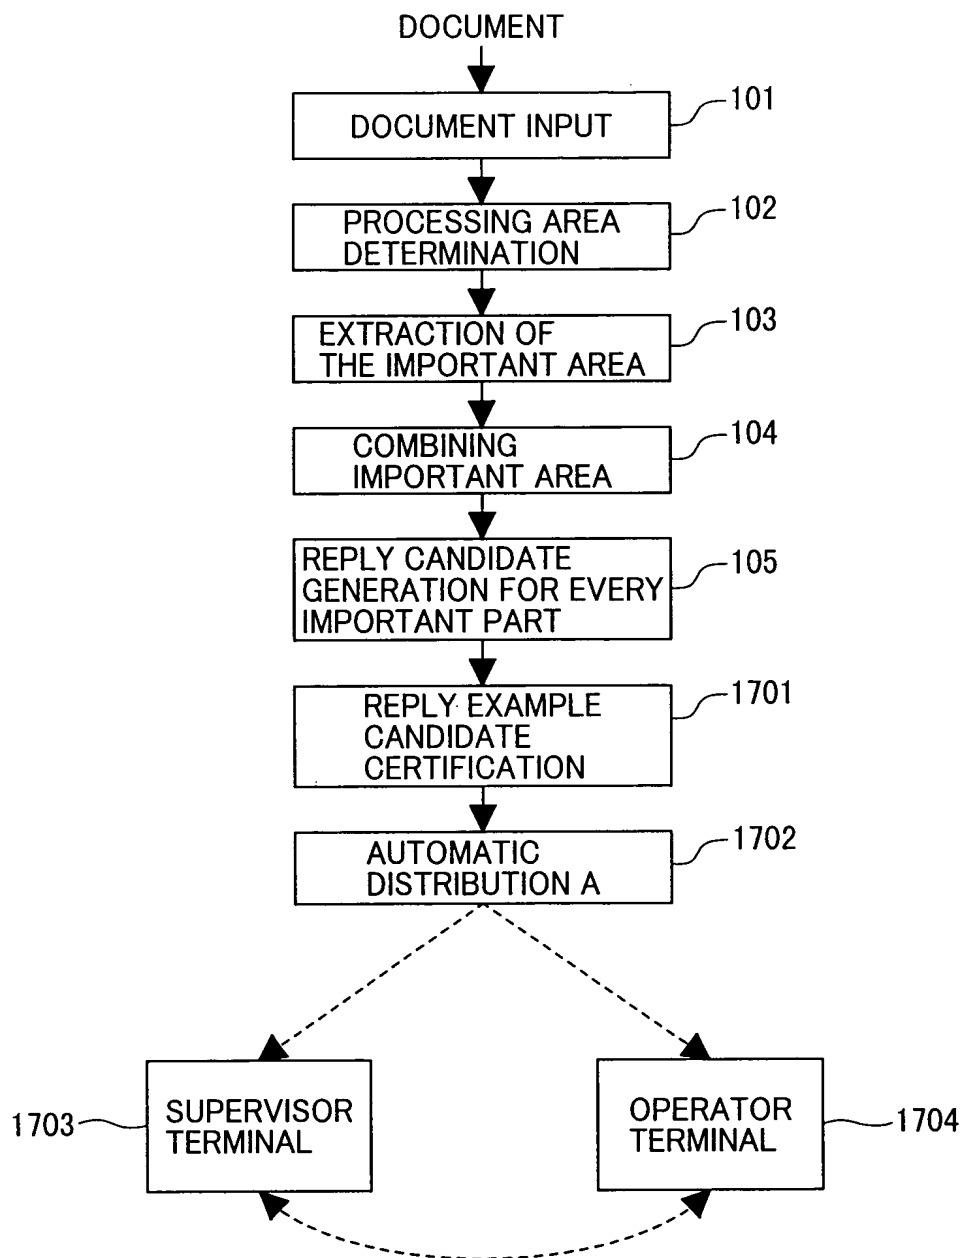 DOCUMENT
DOCUMENT INPUT
101
PROCESSING AREA
DETERMINATION
102
EXTRACTION OF
THE IMPORTANT AREA
103
COMBINING
IMPORTANT AREA
104
REPLY CANDIDATE
GENERATION FOR EVERY
IMPORTANT PART
105
REPLY EXAMPLE
CANDIDATE
CERTIFICATION
1701
AUTOMATIC
DISTRIBUTION A
1702
1703
SUPERVISOR
TERMINAL
OPERATOR
TERMINAL
1704